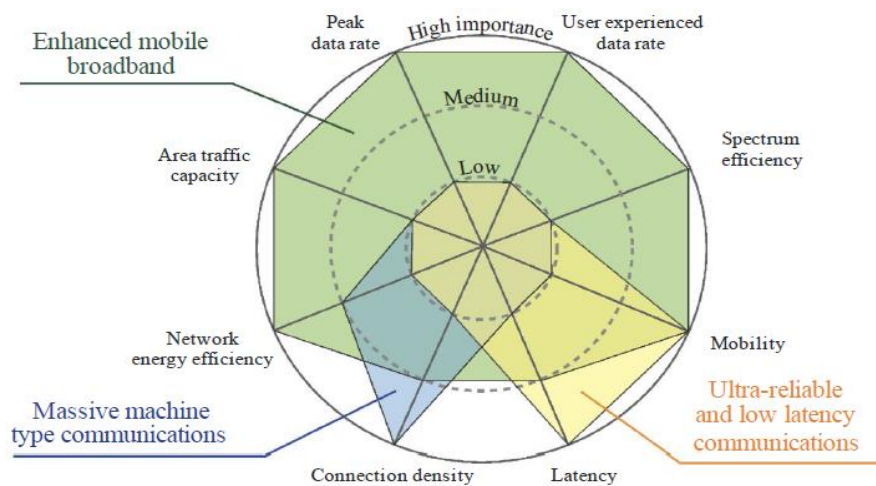 Peak
data rate
High importance
User experienced
data rate
Enhanced mobile
broadband
Medium
Area traffic
capacity
Low
Spectrum
efficiency
Network
energy efficiency
Mobility
Massive machine
type communications
Ultra-reliable
and low latency
communications
Connection density
Latency